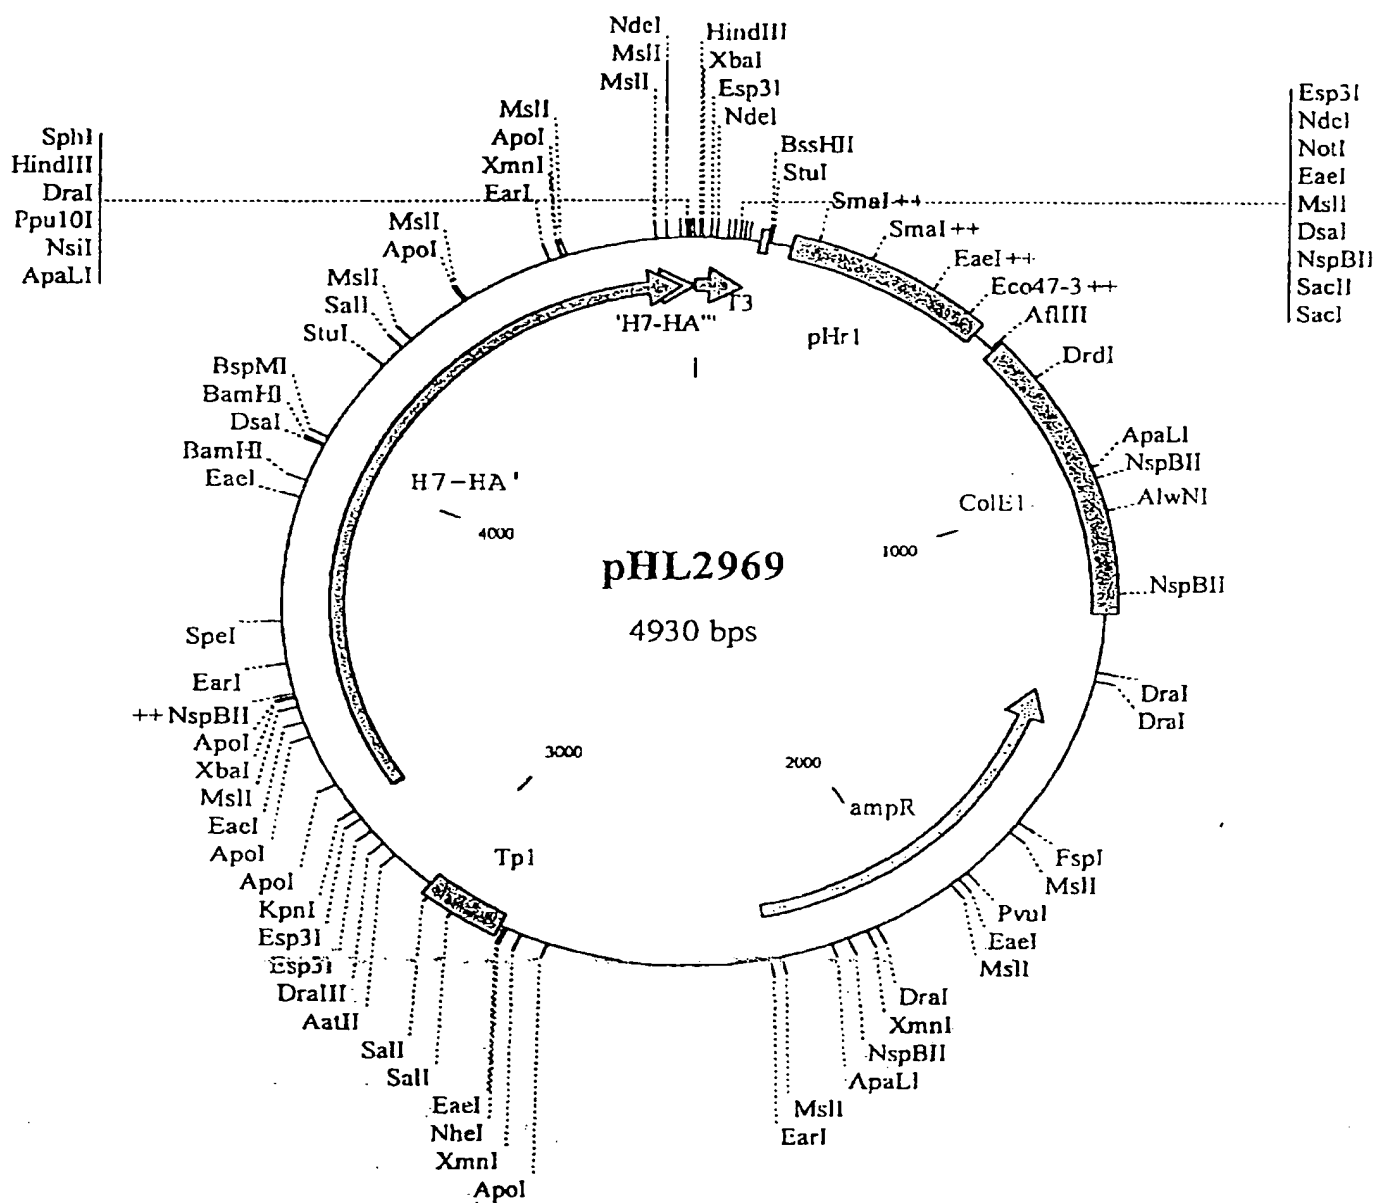 NdeI
MslI
MslI
HindIII
XbaI
Esp3I
NdeI
MslI
ApoI
XmnI
EarI
BssHII
StuI
SphI
HindIII
DraI
Ppu10I
NsiI
ApaLI
Esp3I
NdeI
NotI
EaeI
MslI
DsaI
NspBII
SacII
SacI
SmaI++
SmaI++
EaeI++
Eco47-3++
AflIII
DrdI
MslI
ApoI
MslI
SalI
StuI
'H7-HA'''
T3
pHr1
BspMI
BamHI
DsaI
BamHI
EaeI
ApaLI
NspBII
AlwNI
NspBII
H7-HA'
4000
ColE1
1000
pHL2969
4930 bps
SpeI
EarI
++NspBII
ApoI
XbaI
MslI
EaeI
ApoI
ApoI
KpnI
Esp3I
Esp3I
DraIII
AatII
DraI
DraI
3000
2000
ampR
Tp1
FspI
MslI
PvuI
EaeI
MslI
DraI
XmnI
NspBII
ApaLI
MslI
EarI
SalI
SalI
EaeI
NheI
XmnI
ApoI